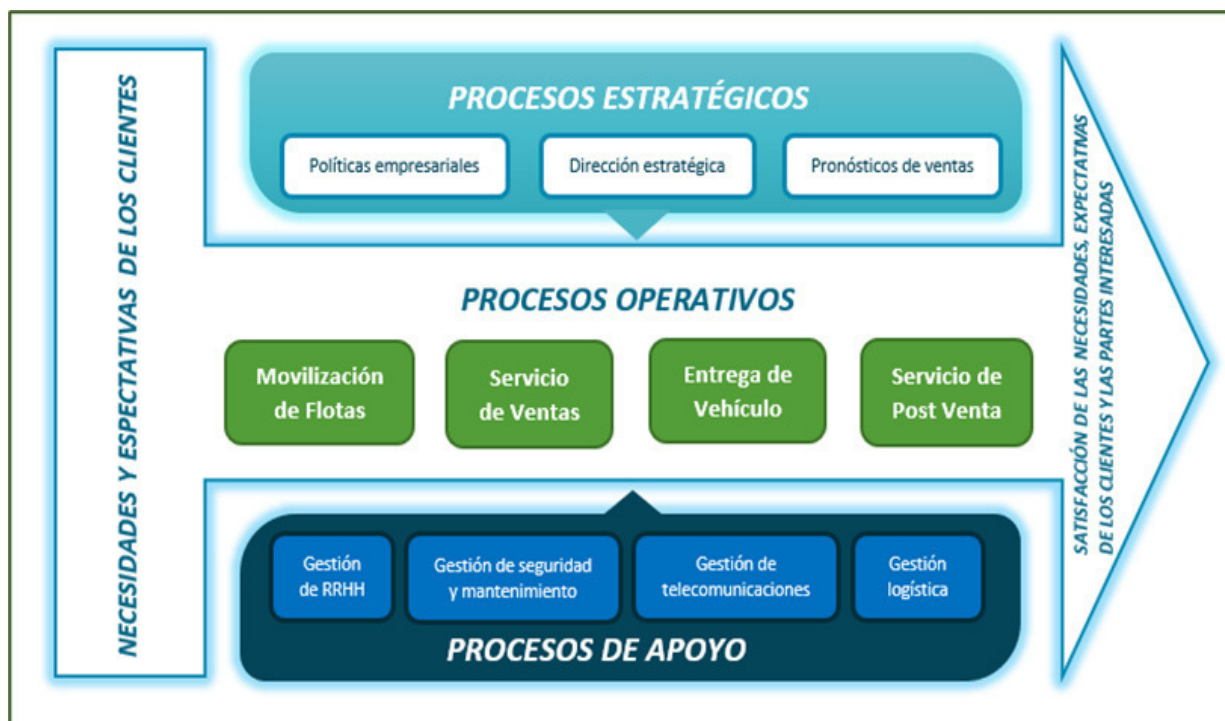 NECESIDADES Y ESPECTATIVAS DE LOS CLIENTES
PROCESOS ESTRATÉGICOS
Políticas empresariales
Dirección estratégica
Pronósticos de ventas
PROCESOS OPERATIVOS
Movilización
de Flotas
Servicio
de Ventas
Entrega de
Vehículo
Servicio de
Post Venta
Gestión
de RRHH
Gestión de seguridad
y mantenimiento
Gestión de
telecomunicaciones
Gestión
logística
PROCESOS DE APOYO
SATISFACCIÓN DE LAS NECESIDADES, EXPECTATIVAS
DE LOS CLIENTES Y LAS PARTES INTERESADAS